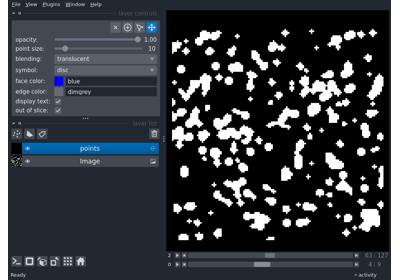 File View Plugins Window Help
layer controls
opacity: 1.00
point size: 10
blending: translucent
symbol: disc
face color: blue
edge color: dimgrey
display text: ✓
out of slice: ✓
layer list
points
Image
2 63 127
0 4 9
Ready
activity